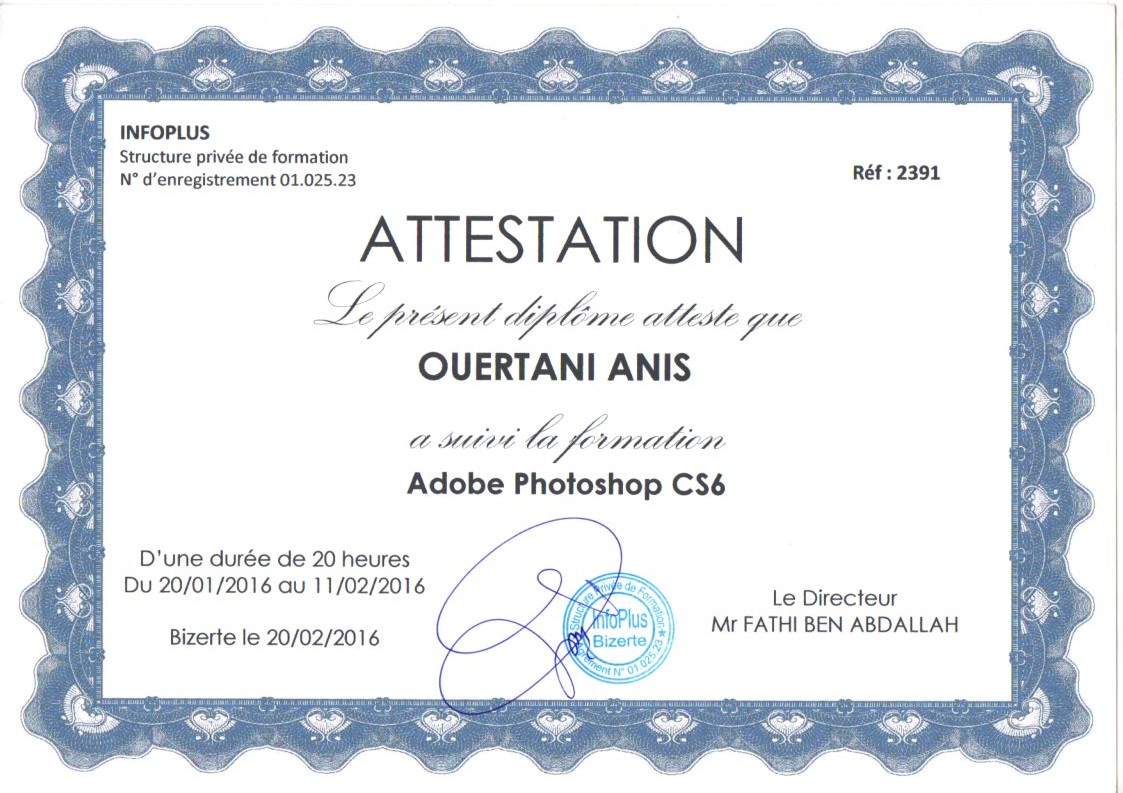 INFOPLUS
Structure privée de formation
N° d'enregistrement 01.025.23
Réf : 2391
ATTESTATION
Le présent diplôme atteste que
OUERTANI ANIS
a suivi la formation
Adobe Photoshop CS6
D'une durée de 20 heures
Du 20/01/2016 au 11/02/2016
Bizerte le 20/02/2016
Structure Privée de Formation
InfoPlus
Bizerte
N° 01.025.23
Le Directeur
Mr FATHI BEN ABDALLAH